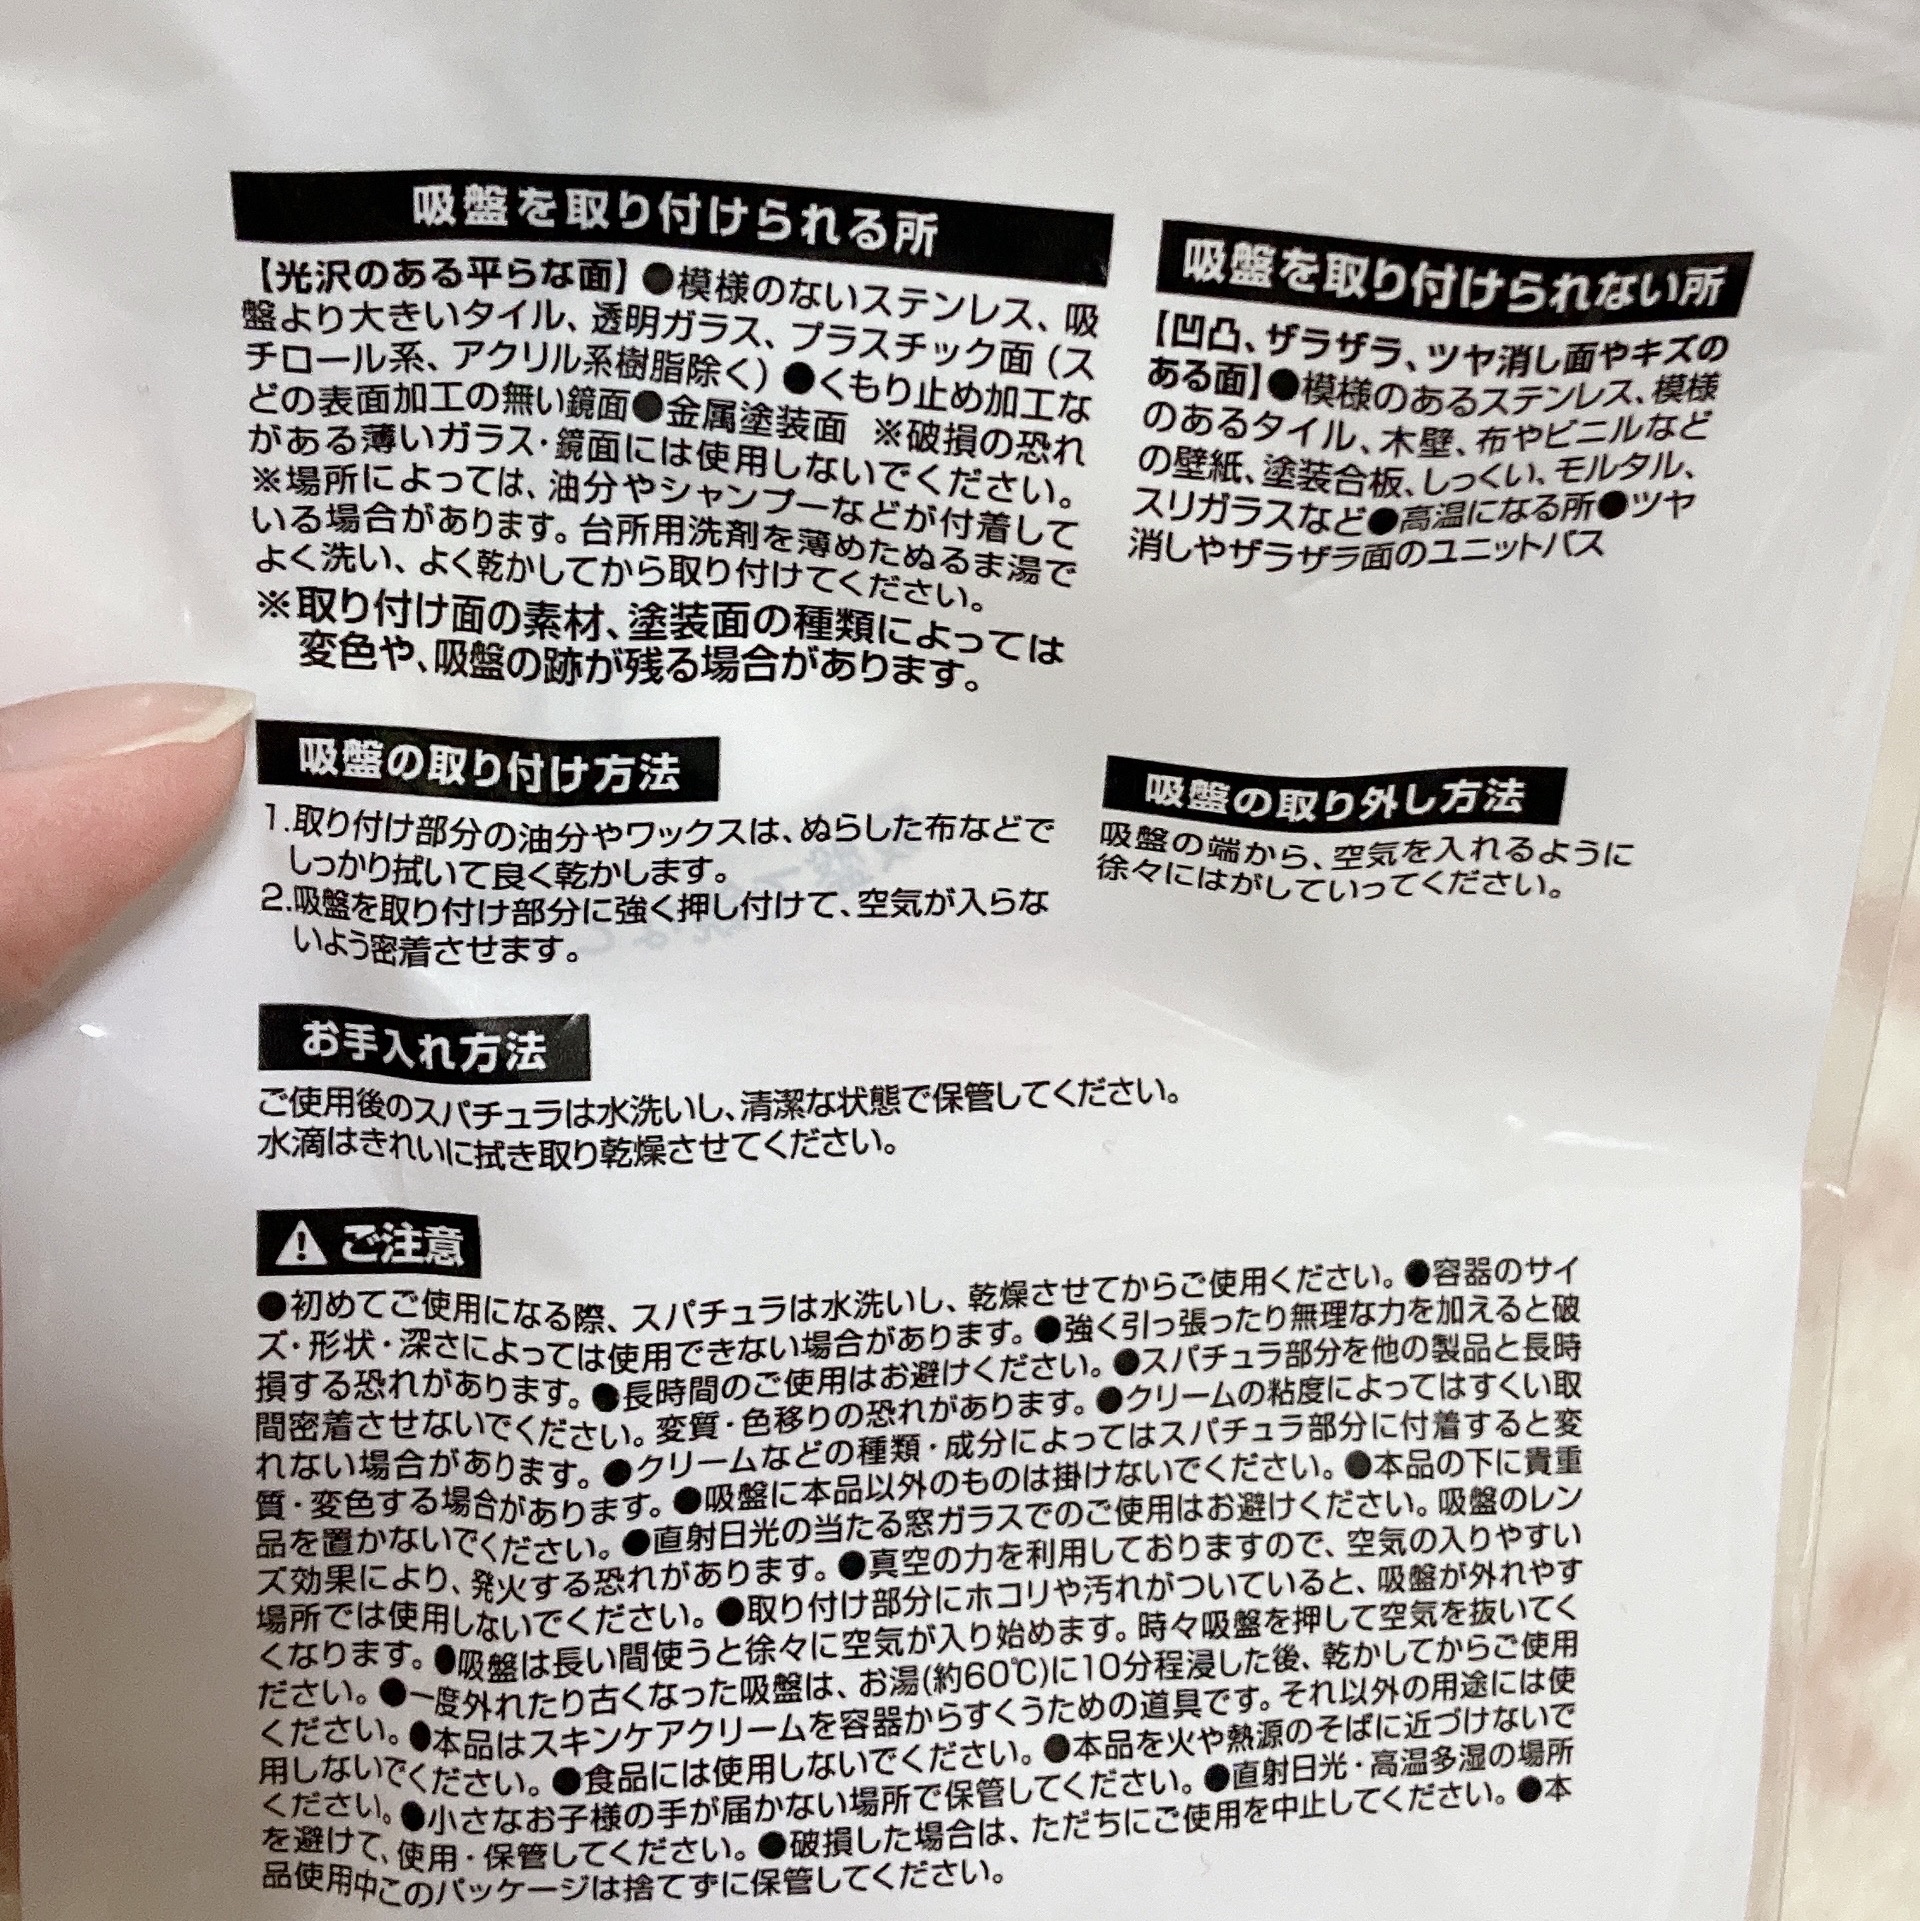 吸盤を取り付けられる所
【光沢のある平らな面】●模様のないステンレス、吸
盤より大きいタイル、透明ガラス、プラスチック面(ス
チロール系、アクリル系樹脂除く)●くもり止め加工な
どの表面加工の無い鏡面●金属塗装面 ※破損の恐れ
がある薄いガラス・鏡面には使用しないでください。
※場所によっては、油分やシャンプーなどが付着して
いる場合があります。台所用洗剤を薄めたぬるま湯で
よく洗い、よく乾かしてから取り付けてください。
※取り付け面の素材、塗装面の種類によっては
変色や、吸盤の跡が残る場合があります。
吸盤を取り付けられない所
【凹凸、ザラザラ、ツヤ消し面やキズの
ある面】●模様のあるステンレス、模様
のあるタイル、木壁、布やビニルなど
の壁紙、塗装合板、しっくい、モルタル、
スリガラスなど●高温になる所●ツヤ
消しやザラザラ面のユニットバス
吸盤の取り付け方法
1.取り付け部分の油分やワックスは、ぬらした布などで
しっかり拭いて良く乾かします。
2.吸盤を取り付け部分に強く押し付けて、空気が入らな
いよう密着させます。
吸盤の取り外し方法
吸盤の端から、空気を入れるように
徐々にはがしていってください。
お手入れ方法
ご使用後のスパチュラは水洗いし、清潔な状態で保管してください。
水滴はきれいに拭き取り乾燥させてください。
ご注意
●初めてご使用になる際、スパチュラは水洗いし、乾燥させてからご使用ください。●容器のサイ
ズ・形状・深さによっては使用できない場合があります。●強く引っ張ったり無理な力を加えると破
損する恐れがあります。●長時間のご使用はお避けください。●スパチュラ部分を他の製品と長時
間密着させないでください。変質・色移りの恐れがあります。●クリームの粘度によってはすくい取
れない場合があります。●クリームなどの種類・成分によってはスパチュラ部分に付着すると変
質・変色する場合があります。●吸盤に本品以外のものは掛けないでください。●本品の下に貴重
品を置かないでください。●直射日光の当たる窓ガラスでのご使用はお避けください。吸盤のレン
ズ効果により、発火する恐れがあります。●真空の力を利用しておりますので、空気の入りやすい
場所では使用しないでください。●取り付け部分にホコリや汚れがついていると、吸盤が外れやす
くなります。●吸盤は長い間使うと徐々に空気が入り始めます。時々吸盤を押して空気を抜いてく
ださい。●一度外れたり古くなった吸盤は、お湯(約60℃)に10分程浸した後、乾かしてからご使用
ください。●本品はスキンケアクリームを容器からすくうための道具です。それ以外の用途には使
用しないでください。●食品には使用しないでください。●本品を火や熱源のそばに近づけないで
ください。●小さなお子様の手が届かない場所で保管してください。●直射日光・高温多湿の場所
を避けて、使用・保管してください。●破損した場合は、ただちにご使用を中止してください。●本
品使用中このパッケージは捨てずに保管してください。